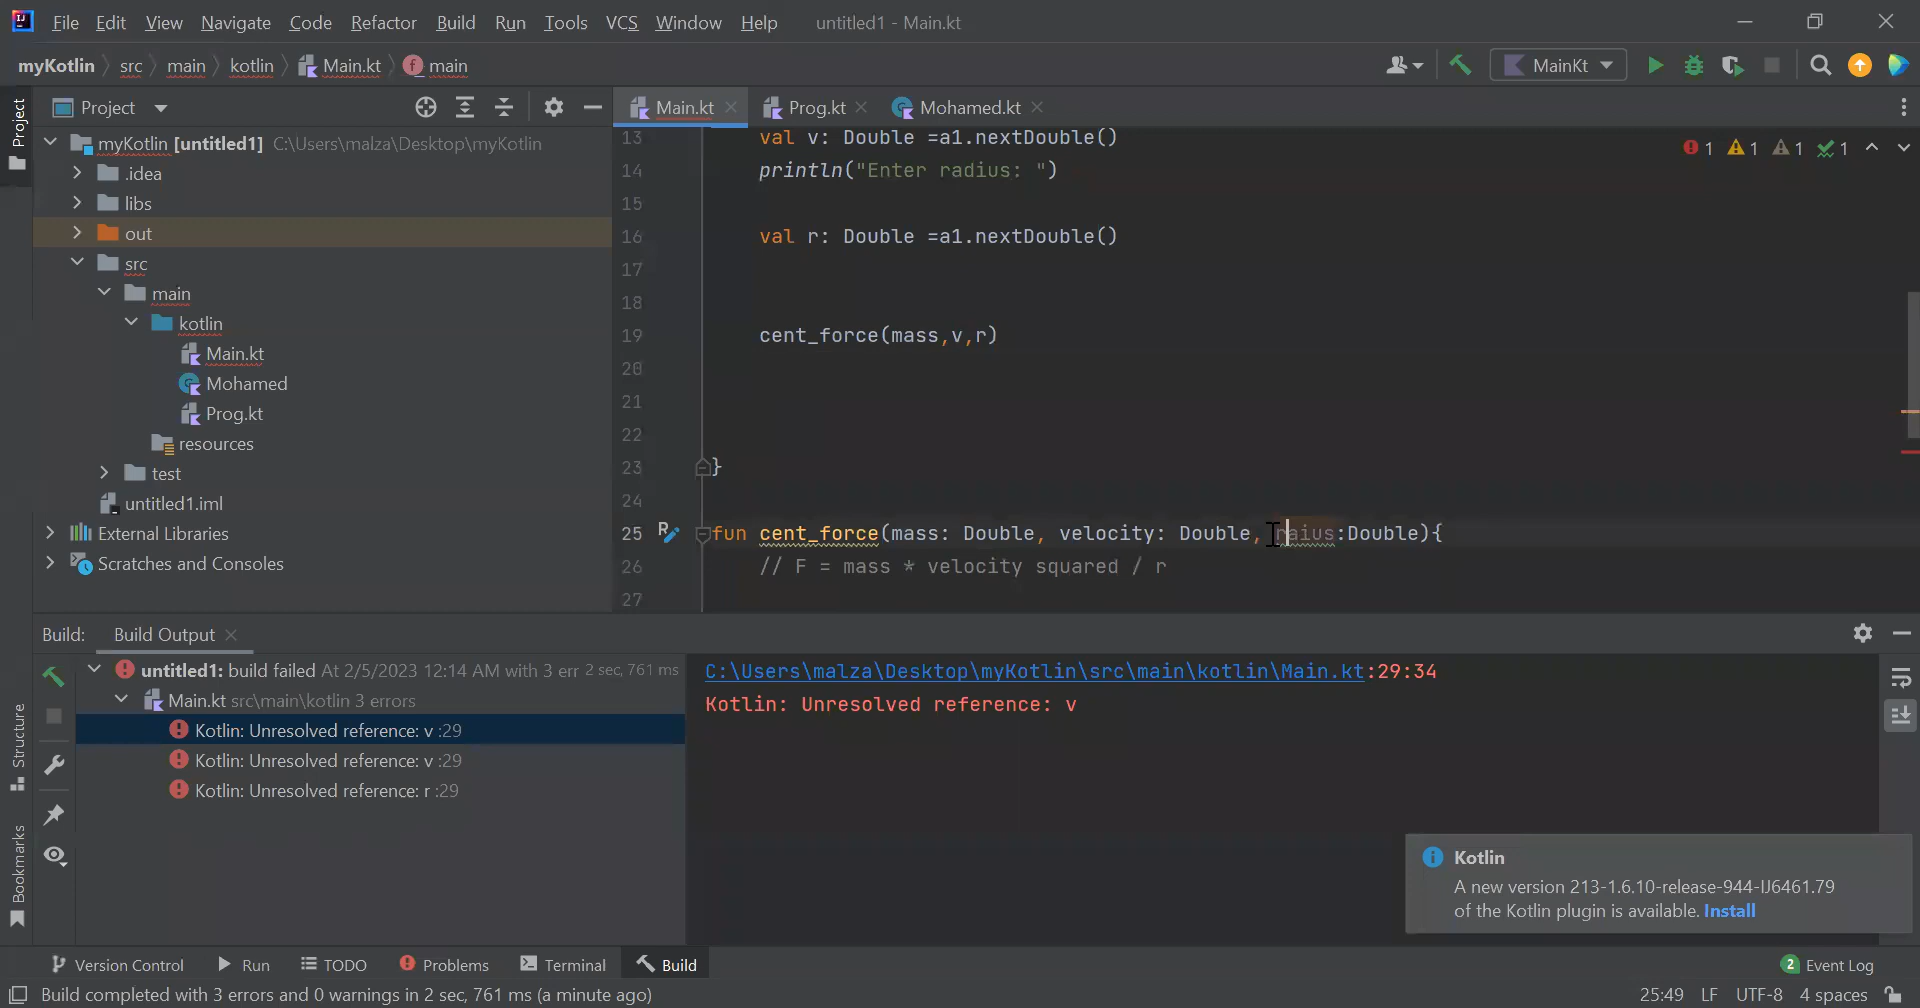 File Edit View Navigate Code Refactor Build Run Tools VCS Window Help untitled1 - Main.kt
myKotlin src main kotlin Main.kt main MainKt
Project
Project
Main.kt Prog.kt Mohamed.kt
myKotlin [untitled1] C:\Users\malza\Desktop\myKotlin
.idea
libs
out
src
main
kotlin
Main.kt
Mohamed
Prog.kt
resources
test
untitled1.iml
External Libraries
Scratches and Consoles
1 1 1 1
13 val v: Double =a1.nextDouble()
14 println("Enter radius: ")
15
16 val r: Double =a1.nextDouble()
17
18
19 cent_force(mass,v,r)
20
21
22
23 }
24
25 fun cent_force(mass: Double, velocity: Double, raius:Double){
26 // F = mass * velocity squared / r
27
Build: Build Output
untitled1: build failed At 2/5/2023 12:14 AM with 3 err 2 sec, 761 ms
Main.kt src\main\kotlin 3 errors
Kotlin: Unresolved reference: v :29
Kotlin: Unresolved reference: v :29
Kotlin: Unresolved reference: r :29
C:\Users\malza\Desktop\myKotlin\src\main\kotlin\Main.kt:29:34
Kotlin: Unresolved reference: v
Structure
Bookmarks
Kotlin
A new version 213-1.6.10-release-944-IJ6461.79
of the Kotlin plugin is available. Install
Version Control Run TODO Problems Terminal Build 2 Event Log
Build completed with 3 errors and 0 warnings in 2 sec, 761 ms (a minute ago) 25:49 LF UTF-8 4 spaces